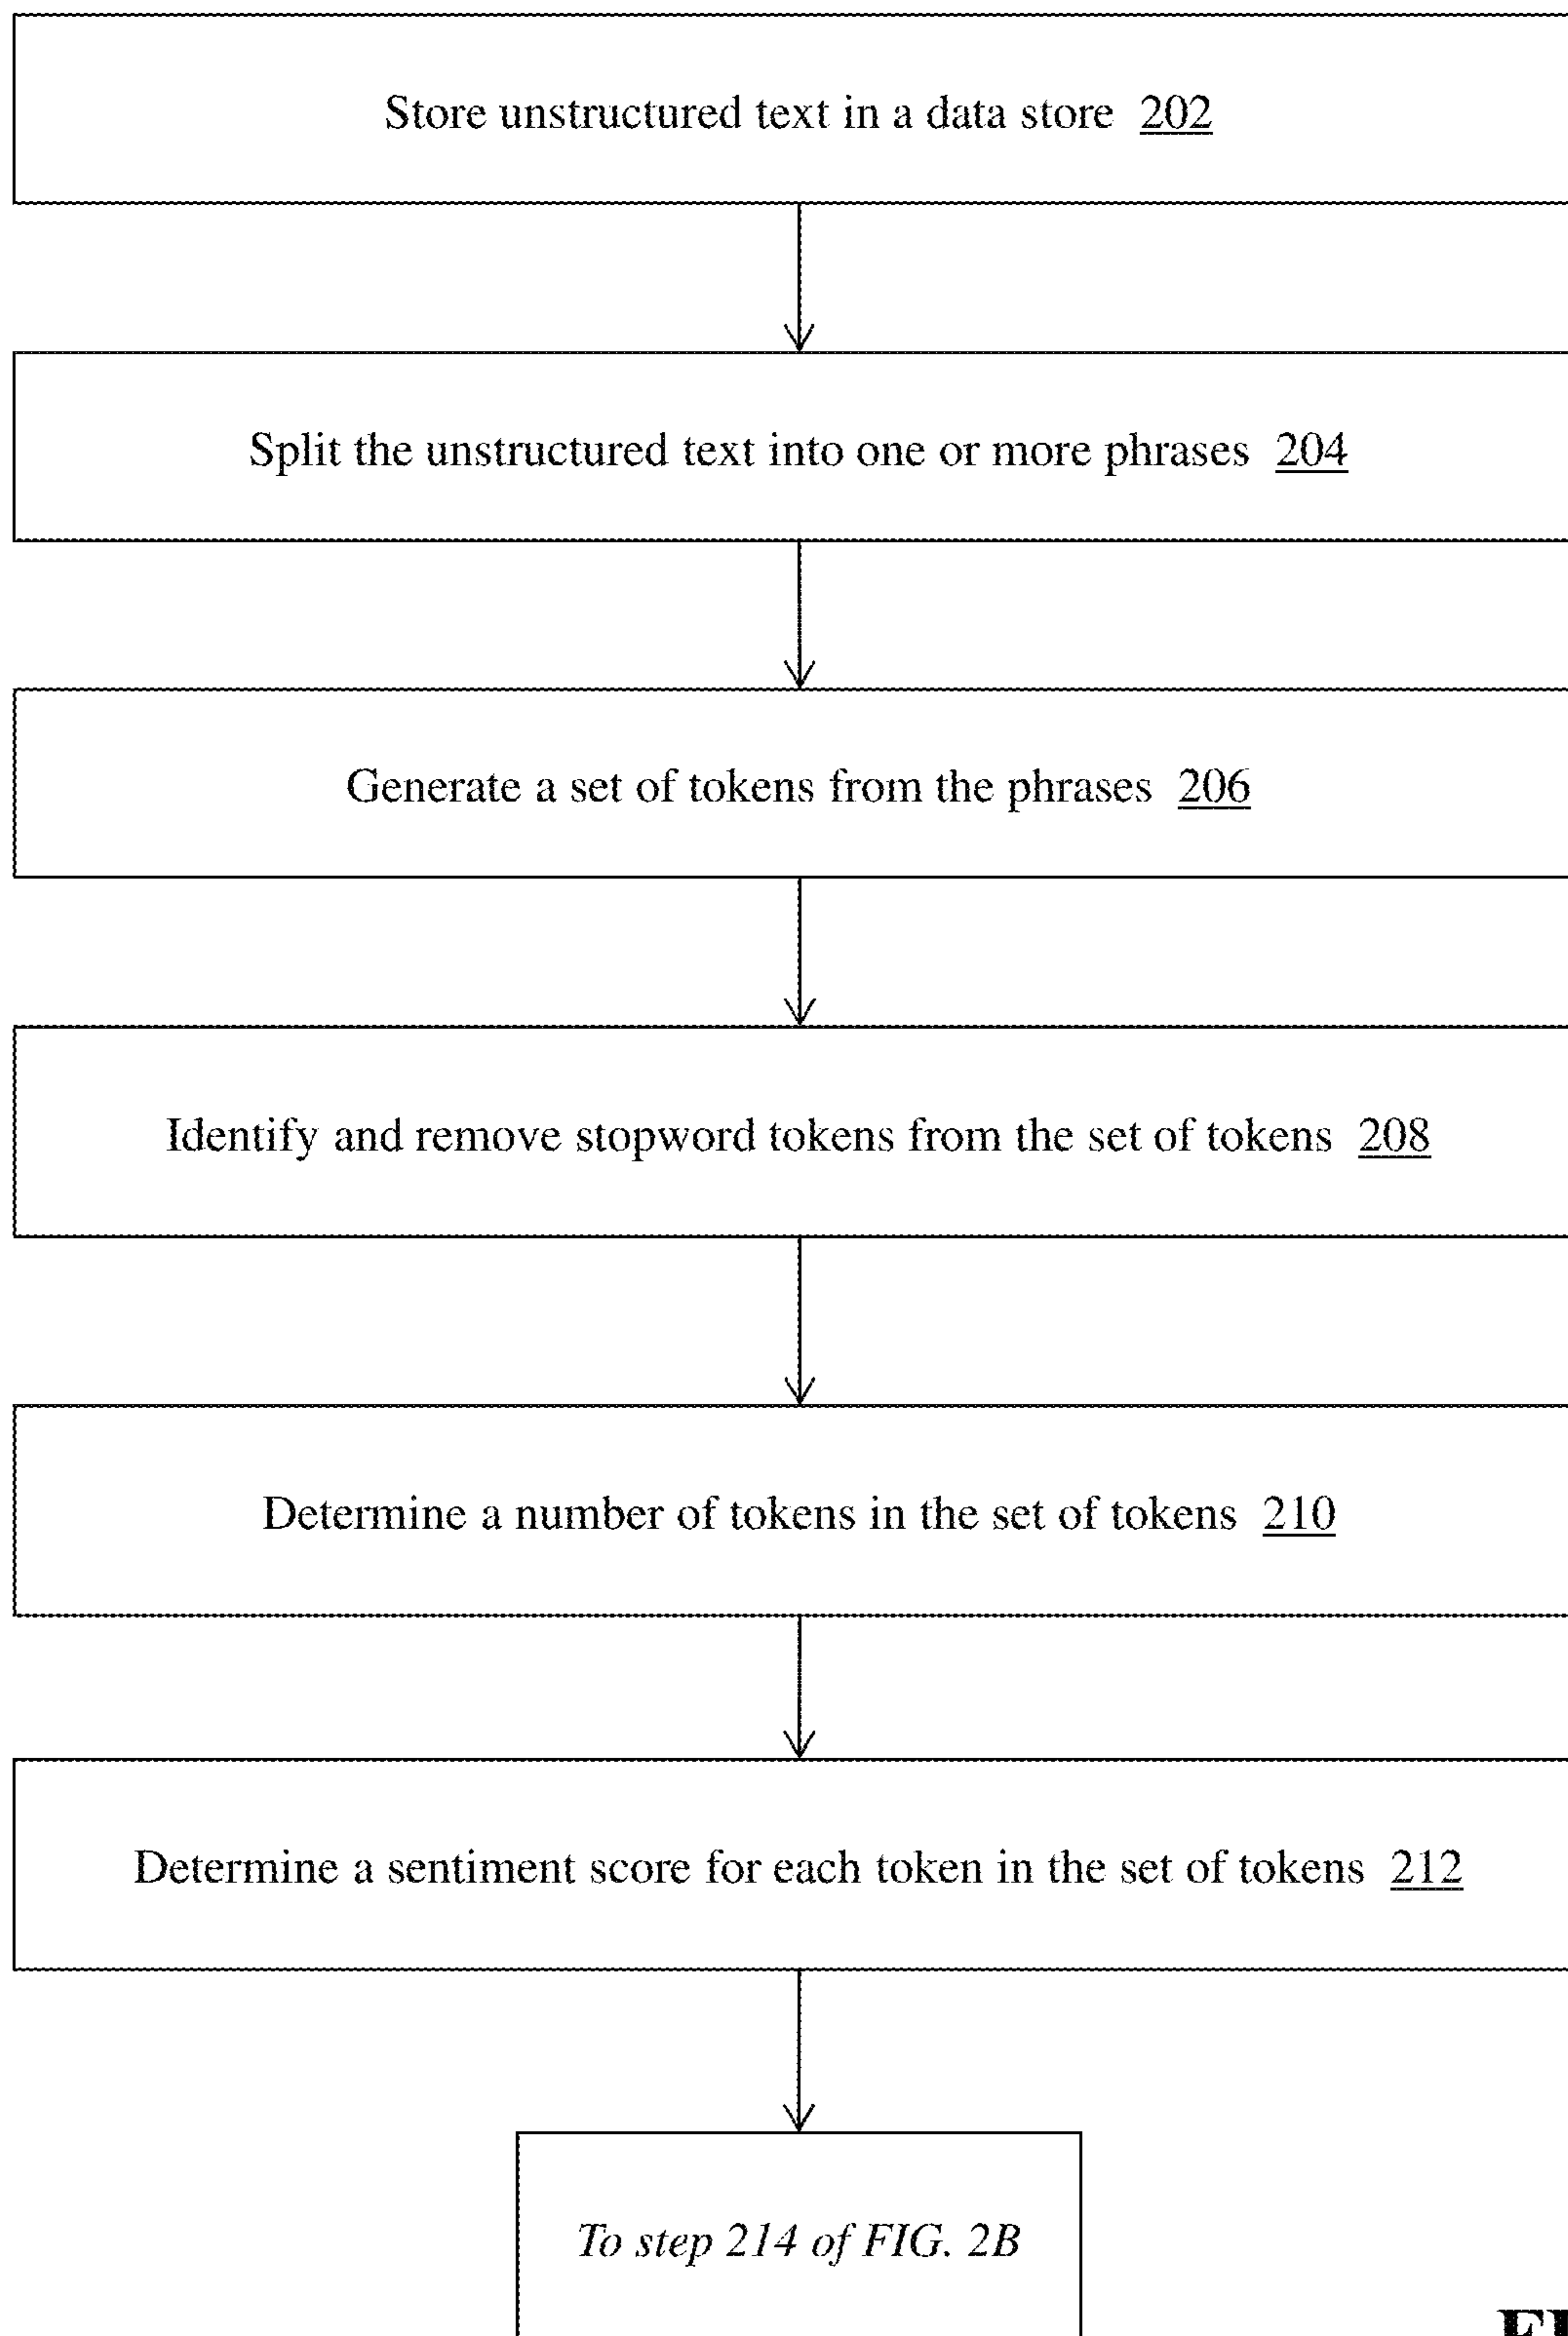 Store unstructured text in a data store 202
Split the unstructured text into one or more phrases 204
Generate a set of tokens from the phrases 206
Identify and remove stopword tokens from the set of tokens 208
Determine a number of tokens in the set of tokens 210
Determine a sentiment score for each token in the set of tokens 212
To step 214 of FIG. 2B